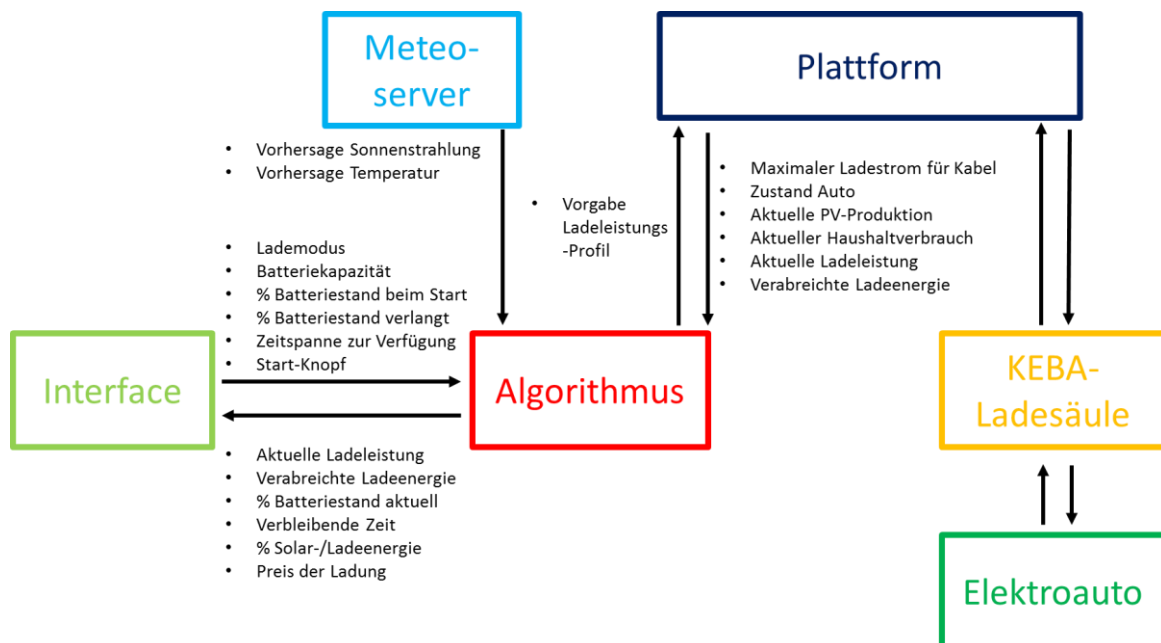 Meteo-
server
Plattform
• Vorhersage Sonnenstrahlung
• Vorhersage Temperatur
• Vorgabe
Ladeleistungs
-Profil
• Maximaler Ladestrom für Kabel
• Zustand Auto
• Aktuelle PV-Produktion
• Aktueller Haushaltverbrauch
• Aktuelle Ladeleistung
• Verabreichte Ladeenergie
• Lademodus
• Batteriekapazität
• % Batteriestand beim Start
• % Batteriestand verlangt
• Zeitspanne zur Verfügung
• Start-Knopf
Interface
Algorithmus
KEBA-
Ladesäule
• Aktuelle Ladeleistung
• Verabreichte Ladeenergie
• % Batteriestand aktuell
• Verbleibende Zeit
• % Solar-/Ladeenergie
• Preis der Ladung
Elektroauto